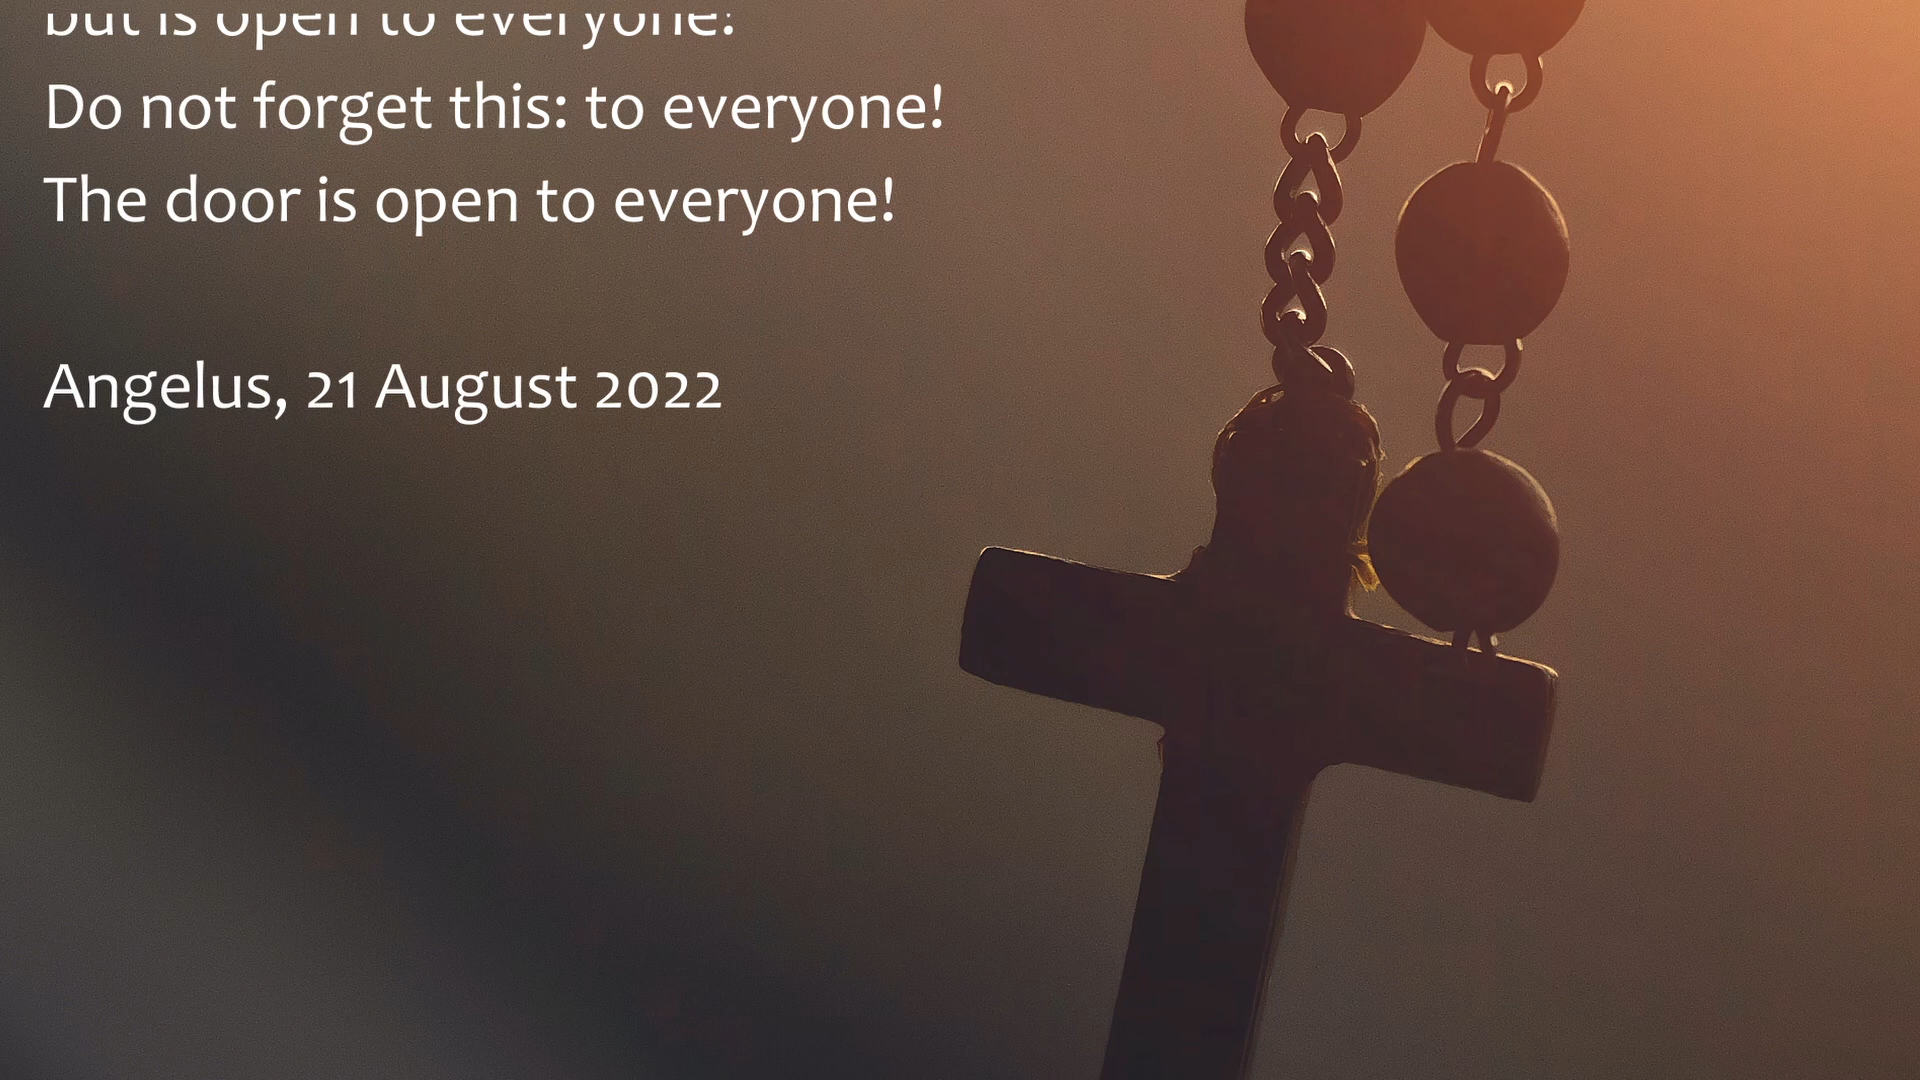 but is open to everyone!
Do not forget this: to everyone!
The door is open to everyone!
Angelus, 21 August 2022